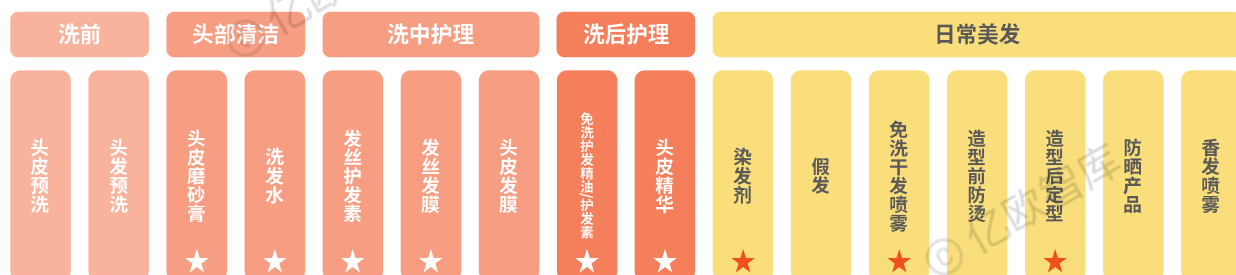 洗前
头部清洁
洗中护理
洗后护理
日常美发
头皮预洗
头发预洗
头皮磨砂膏
洗发水
发丝护发素
发丝发膜
头皮发膜
免洗护发精油/护发素
头皮精华
染发剂
假发
免洗干发喷雾
造型前防烫
造型后定型
防晒产品
香发喷雾
© 亿欧智库